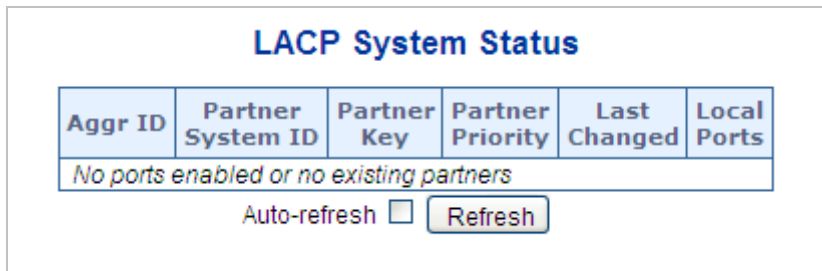 LACP System Status
Aggr ID Partner System ID Partner Key Partner Priority Last Changed Local Ports
No ports enabled or no existing partners
Auto-refresh Refresh